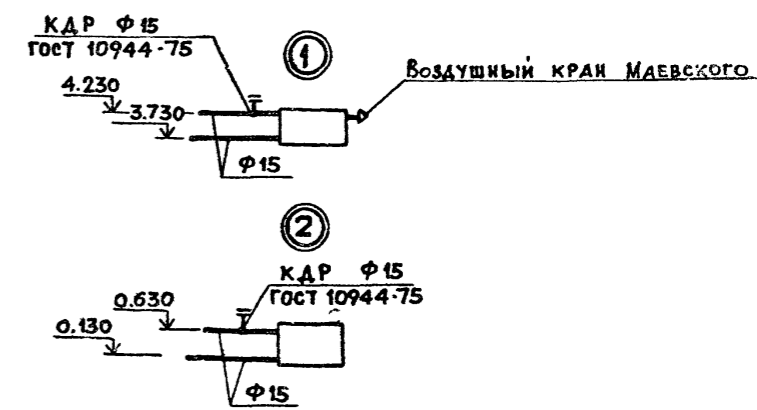 КДР Ф15
ГОСТ 10944-75
1
Воздушный кран Маевского
4.230
3.730
Ф15
2
КДР Ф15
ГОСТ 10944-75
0.630
0.130
Ф15